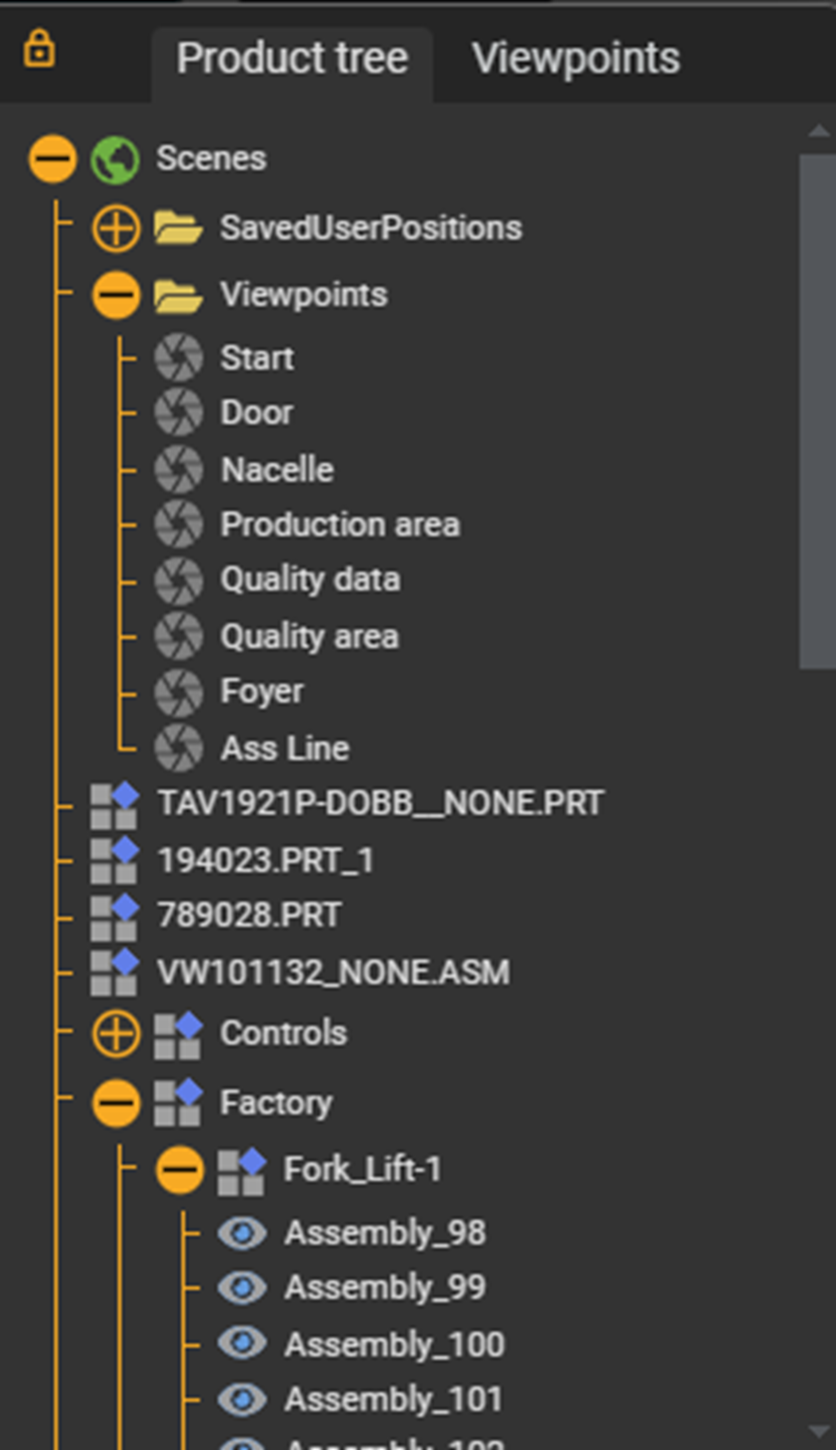 Product tree Viewpoints
Scenes
SavedUserPositions
Viewpoints
Start
Door
Nacelle
Production area
Quality data
Quality area
Foyer
Ass Line
TAV1921P-DOBB__NONE.PRT
194023.PRT_1
789028.PRT
VW101132_NONE.ASM
Controls
Factory
Fork_Lift-1
Assembly_98
Assembly_99
Assembly_100
Assembly_101